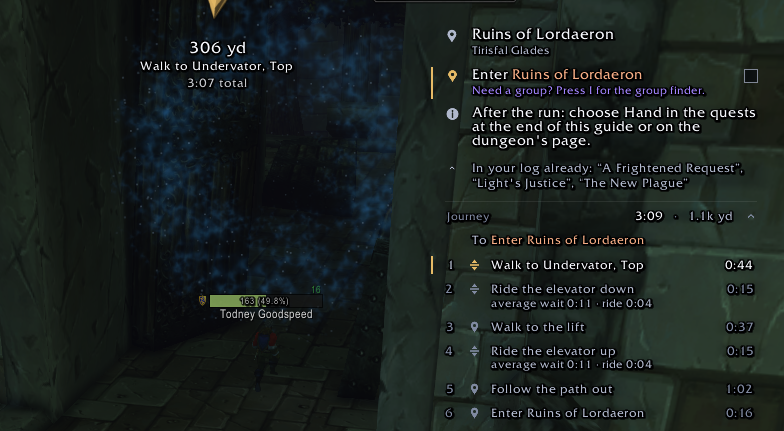 306 yd
Walk to Undervator, Top
3:07 total
16
163 (49.8%)
Todney Goodspeed
Ruins of Lordaeron
Tirisfal Glades
Enter Ruins of Lordaeron
Need a group? Press I for the group finder.
After the run: choose Hand in the quests
at the end of this guide or on the
dungeon's page.
In your log already: "A Frightened Request",
"Light's Justice", "The New Plague"
Journey 3:09 · 1.1k yd
To Enter Ruins of Lordaeron
1 Walk to Undervator, Top 0:44
2 Ride the elevator down 0:15
average wait 0:11 · ride 0:04
3 Walk to the lift 0:37
4 Ride the elevator up 0:15
average wait 0:11 · ride 0:04
5 Follow the path out 1:02
6 Enter Ruins of Lordaeron 0:16